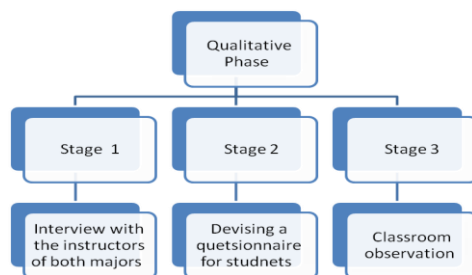 Qualitative
Phase
Stage 1
Stage 2
Stage 3
Interview with
the instructors
of both majors
Devising a
quetsionnaire
for studnets
Classroom
observation